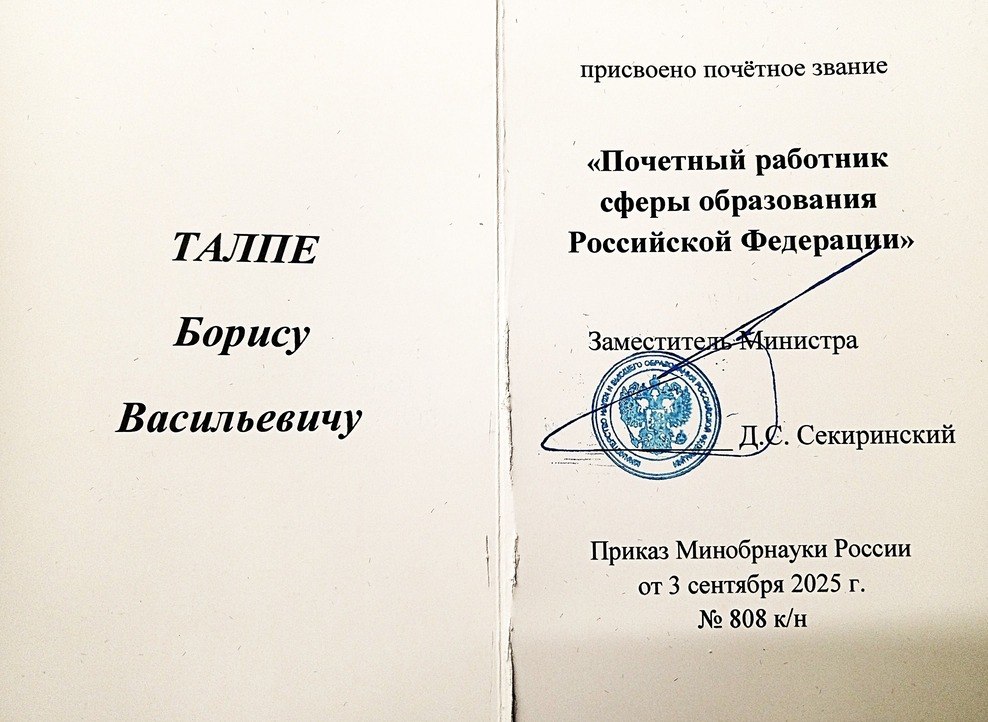 ТАЛПЕ
Борису
Васильевичу
присвоено почётное звание
«Почетный работник
сферы образования
Российской Федерации»
Заместитель Министра
Д.С. Секиринский
Приказ Минобрнауки России
от 3 сентября 2025 г.
№ 808 к/н